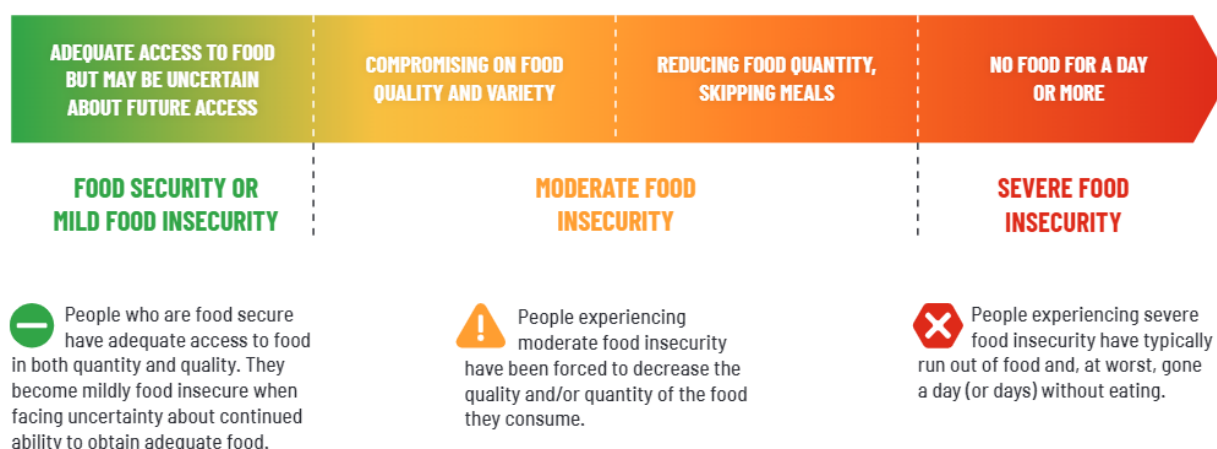 ADEQUATE ACCESS TO FOOD
BUT MAY BE UNCERTAIN
ABOUT FUTURE ACCESS
COMPROMISING ON FOOD
QUALITY AND VARIETY
REDUCING FOOD QUANTITY,
SKIPPING MEALS
NO FOOD FOR A DAY
OR MORE
FOOD SECURITY OR
MILD FOOD INSECURITY
MODERATE FOOD
INSECURITY
SEVERE FOOD
INSECURITY
People who are food secure
have adequate access to food
in both quantity and quality. They
become mildly food insecure when
facing uncertainty about continued
ability to obtain adequate food.
People experiencing
moderate food insecurity
have been forced to decrease the
quality and/or quantity of the food
they consume.
People experiencing severe
food insecurity have typically
run out of food and, at worst, gone
a day (or days) without eating.